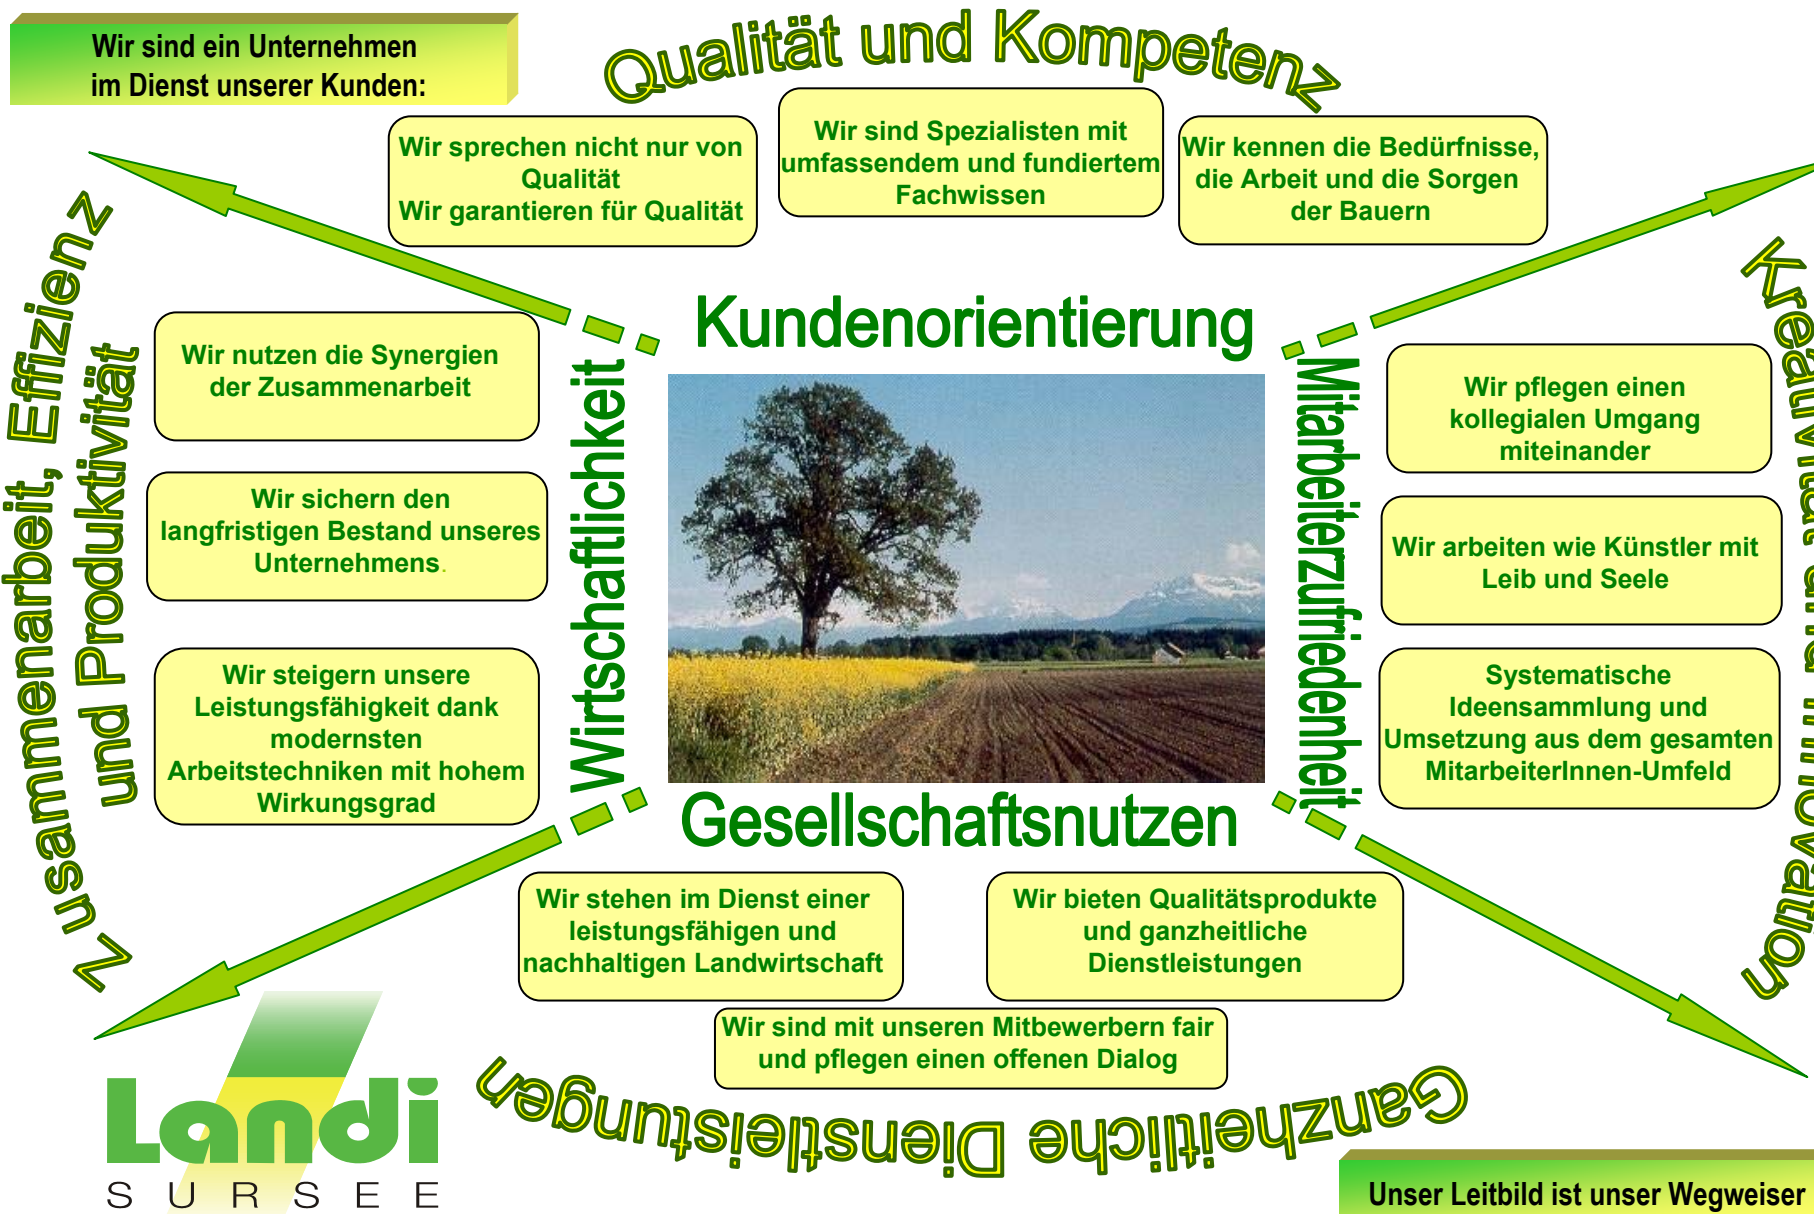 Wir sind ein Unternehmen
im Dienst unserer Kunden:
Qualität und Kompetenz
Wir sprechen nicht nur von
Qualität
Wir garantieren für Qualität
Wir sind Spezialisten mit
umfassendem und fundiertem
Fachwissen
Wir kennen die Bedürfnisse,
die Arbeit und die Sorgen
der Bauern
Kundenorientierung
Zusammenarbeit, Effizienz
und Produktivität
Wir nutzen die Synergien
der Zusammenarbeit
Wir sichern den
langfristigen Bestand unseres
Unternehmens.
Wir steigern unsere
Leistungsfähigkeit dank
modernsten
Arbeitstechniken mit hohem
Wirkungsgrad
Wirtschaftlichkeit
Mitarbeiterzufriedenheit
Wir pflegen einen
kollegialen Umgang
miteinander
Wir arbeiten wie Künstler mit
Leib und Seele
Systematische
Ideensammlung und
Umsetzung aus dem gesamten
MitarbeiterInnen-Umfeld
Kreativität und Innovation
Gesellschaftsnutzen
Wir stehen im Dienst einer
leistungsfähigen und
nachhaltigen Landwirtschaft
Wir bieten Qualitätsprodukte
und ganzheitliche
Dienstleistungen
Wir sind mit unseren Mitbewerbern fair
und pflegen einen offenen Dialog
Ganzheitliche Dienstleistungen
Landi
SURSEE
Unser Leitbild ist unser Wegweiser